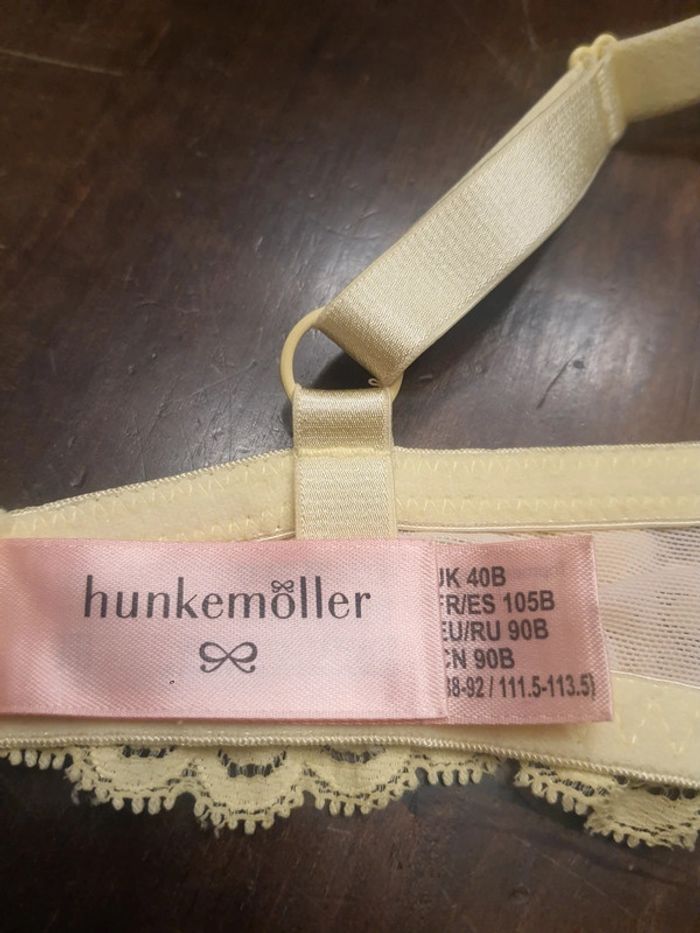 hunkemöller
UK 40B
FR/ES 105B
EU/RU 90B
CN 90B
88-92 / 111.5-113.5)